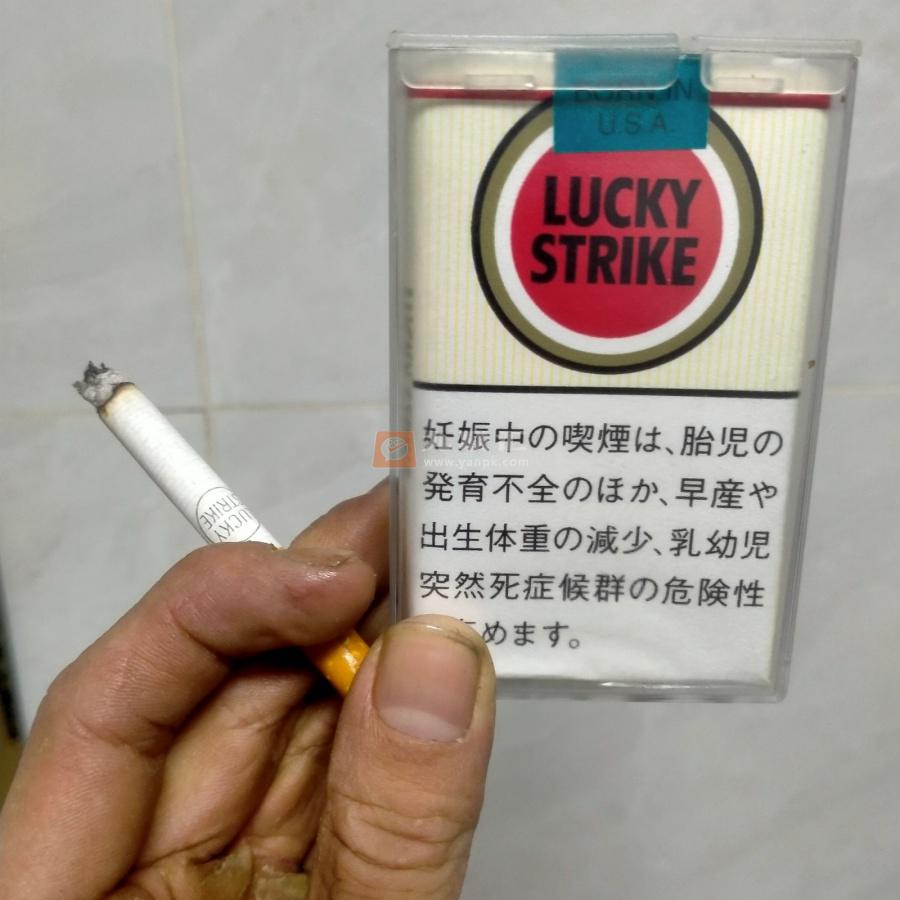 BORN IN
U.S.A.
LUCKY
STRIKE
妊娠中の喫煙は、胎児の
発育不全のほか、早産や
出生体重の減少、乳幼児
突然死症候群の危険性
めます。
www.yanpk.com
LUCKY
STRIKE